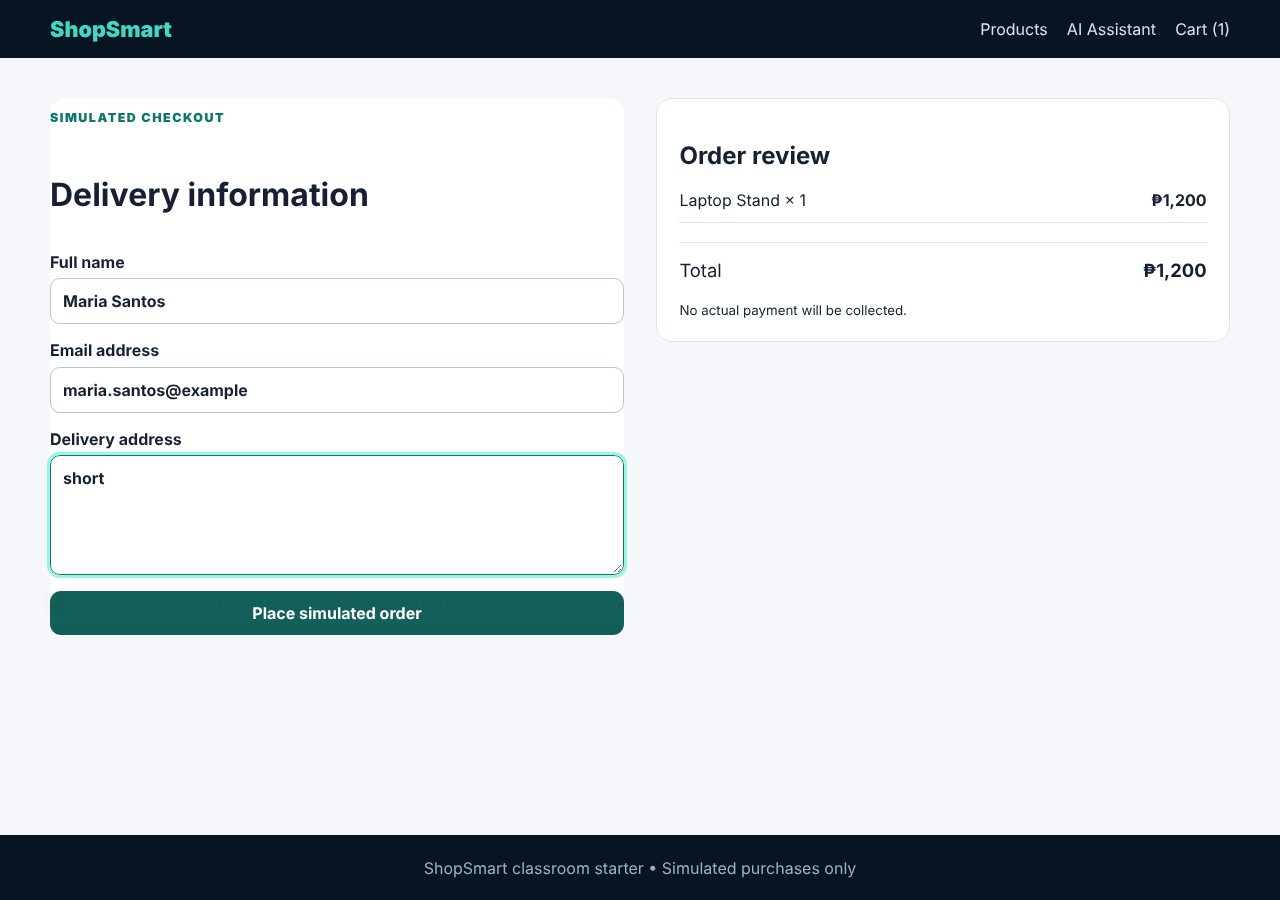 ShopSmart
Products AI Assistant Cart (1)
SIMULATED CHECKOUT
Delivery information
Full name
Maria Santos
Email address
maria.santos@example
Delivery address
short
Place simulated order
Order review
Laptop Stand × 1 ₱1,200
Total ₱1,200
No actual payment will be collected.
ShopSmart classroom starter • Simulated purchases only